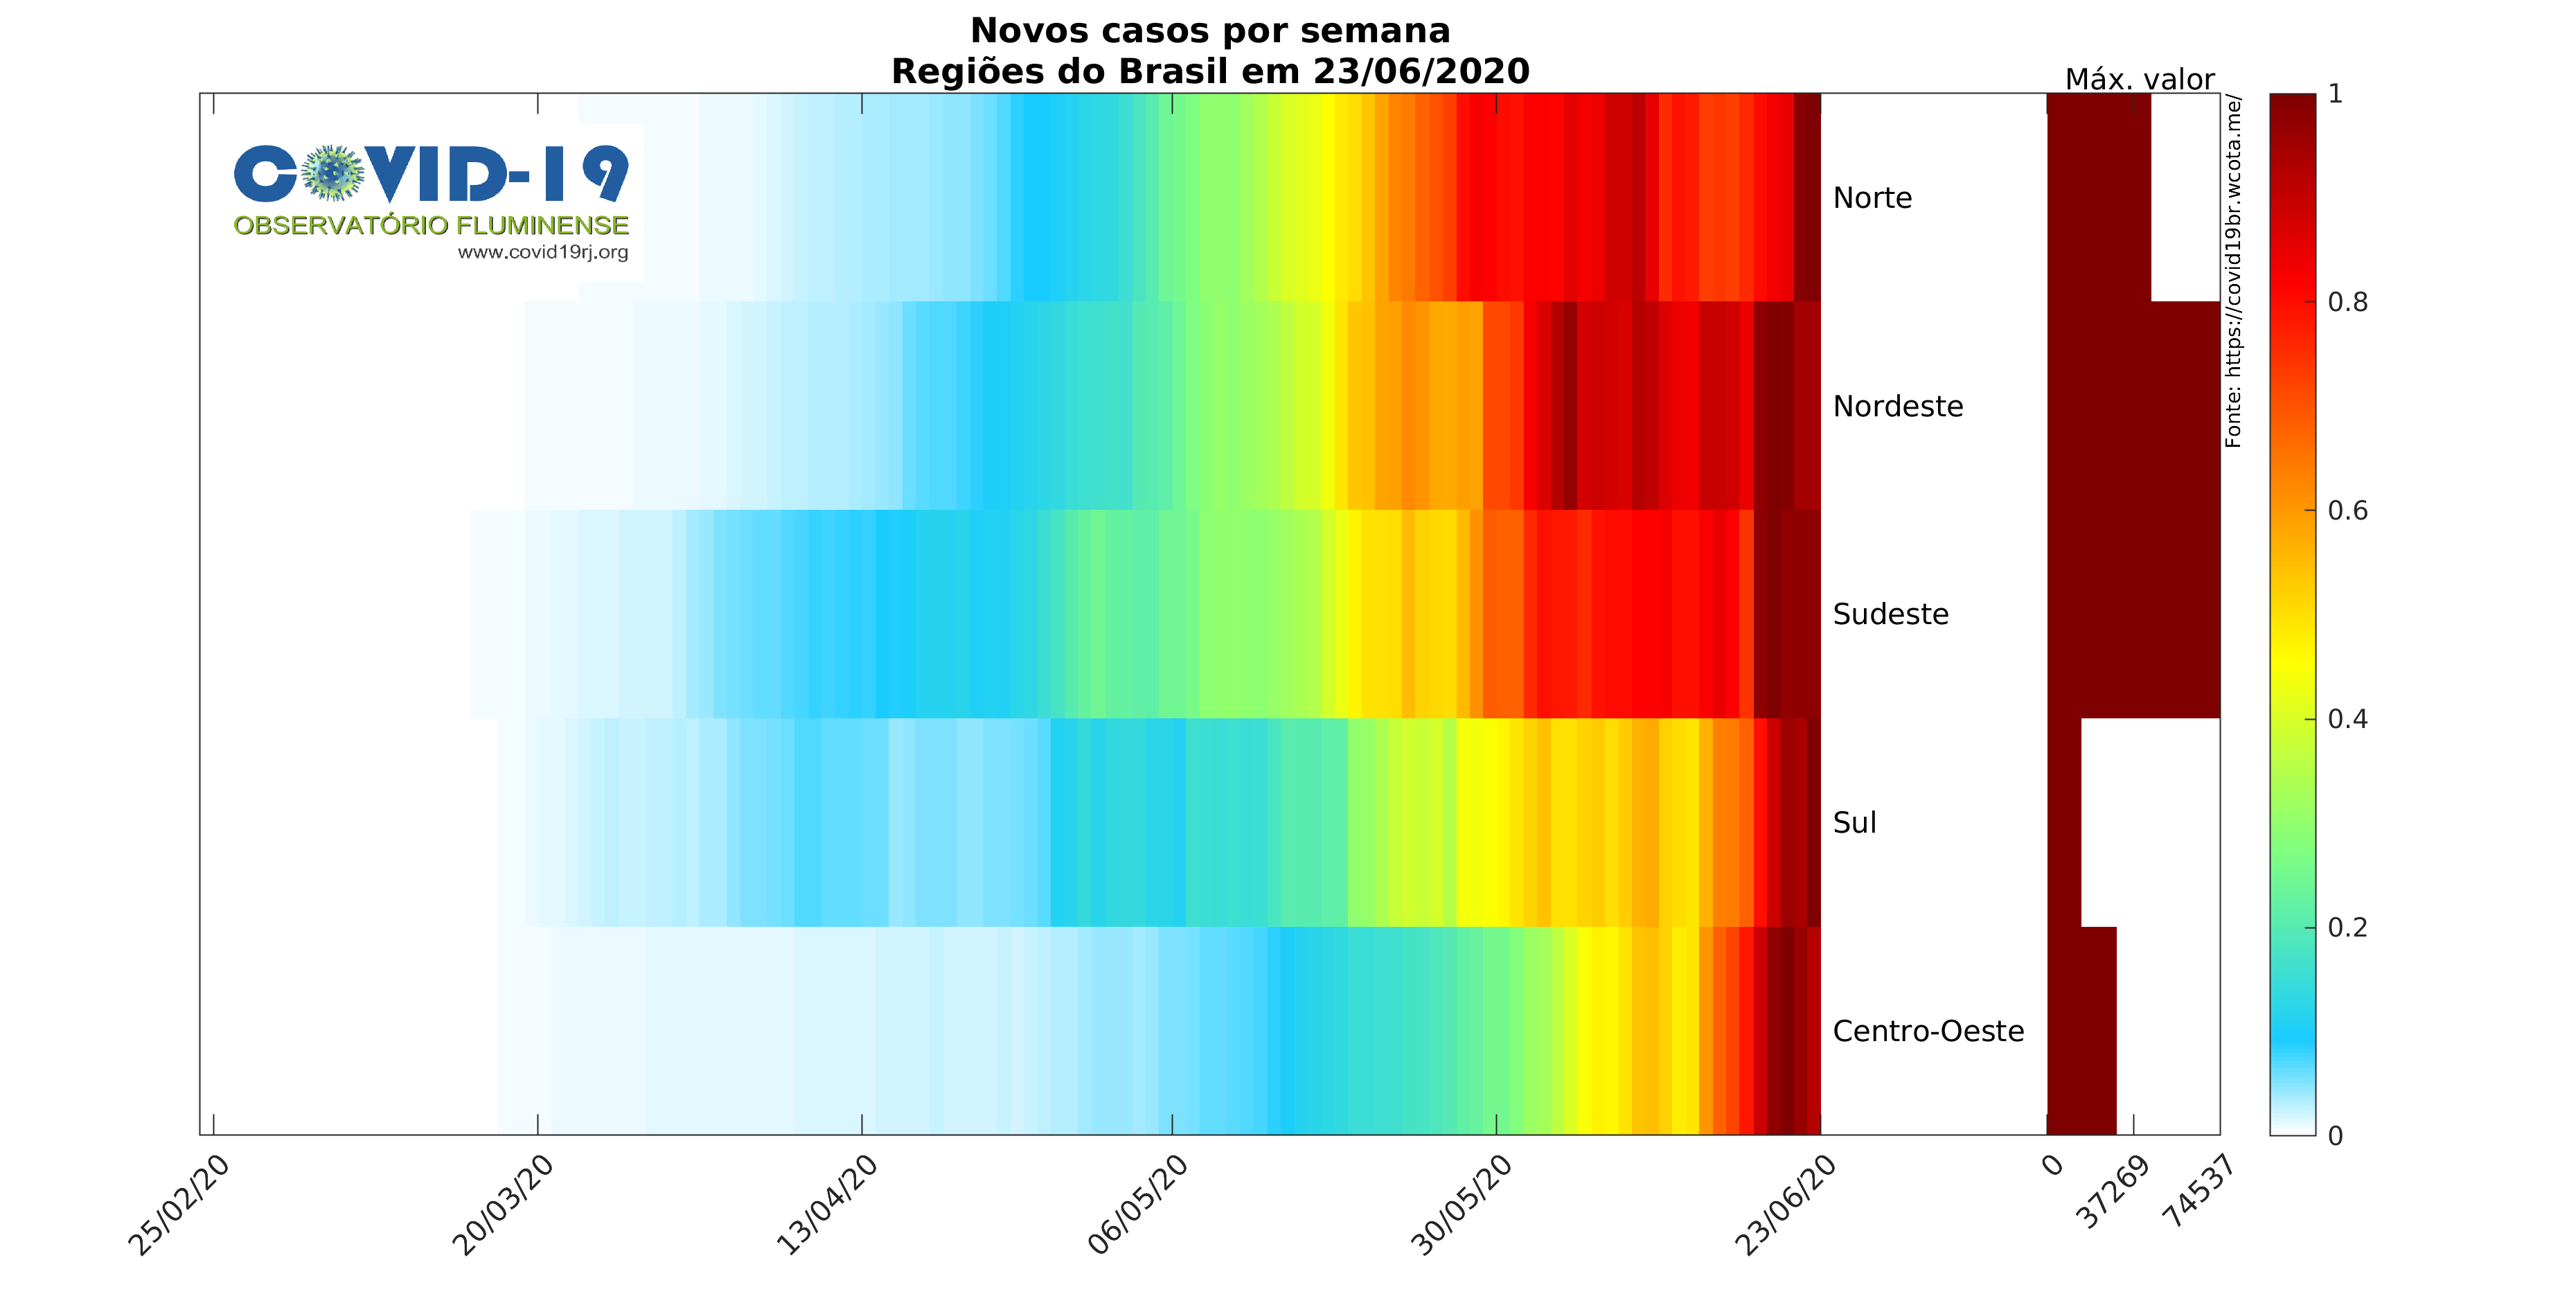 Novos casos por semana
Regiões do Brasil em 23/06/2020
Máx. valor
COVID-19
OBSERVATÓRIO FLUMINENSE
www.covid19rj.org
Norte
Nordeste
Sudeste
Sul
Centro-Oeste
Fonte: https://covid19br.wcota.me/
1
0.8
0.6
0.4
0.2
0
25/02/20
20/03/20
13/04/20
06/05/20
30/05/20
23/06/20
0
37269
74537